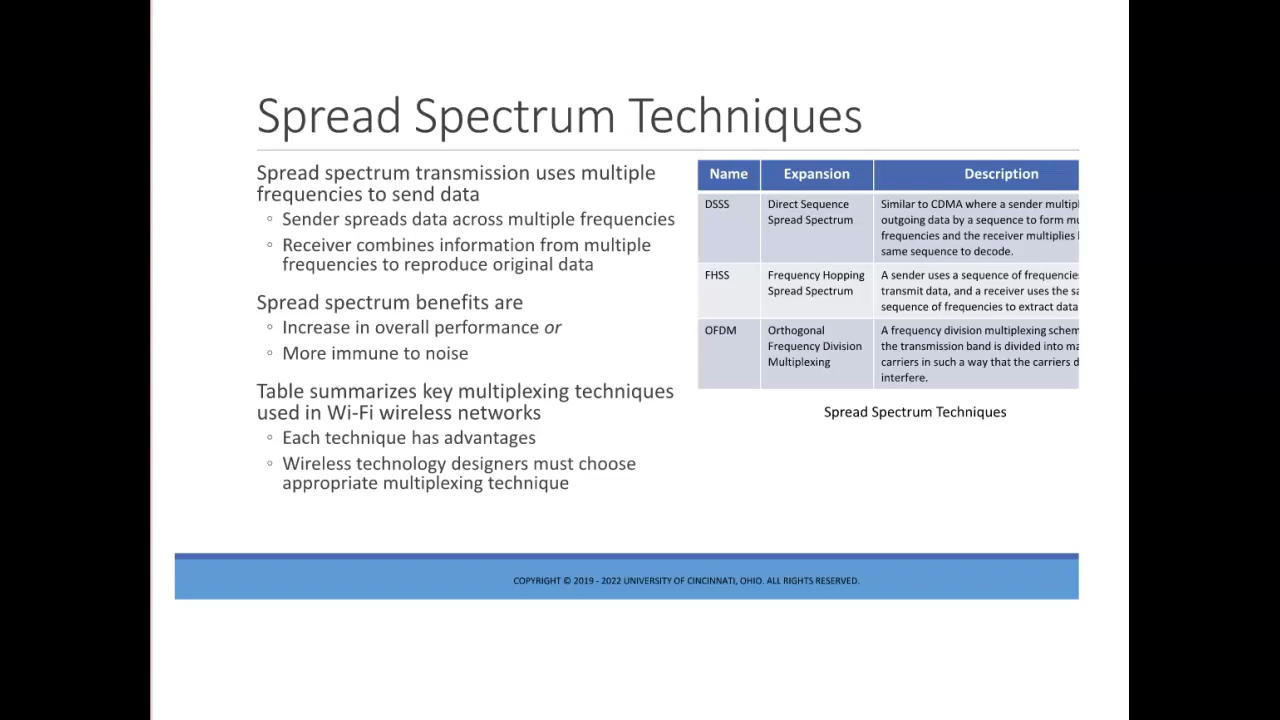 Spread Spectrum Techniques
Spread spectrum transmission uses multiple
frequencies to send data
◦ Sender spreads data across multiple frequencies
◦ Receiver combines information from multiple
frequencies to reproduce original data
Spread spectrum benefits are
◦ Increase in overall performance or
◦ More immune to noise
Table summarizes key multiplexing techniques
used in Wi-Fi wireless networks
◦ Each technique has advantages
◦ Wireless technology designers must choose
appropriate multiplexing technique
Name Expansion Description
DSSS
Direct Sequence
Spread Spectrum
Similar to CDMA where a sender
outgoing data by a sequence to form
frequencies and the receiver multiplies
same sequence to decode.
FHSS
Frequency Hopping
Spread Spectrum
A sender uses a sequence of
transmit data, and a receiver uses the
sequence of frequencies to extract data
OFDM
Orthogonal
Frequency Division
Multiplexing
A frequency division multiplexing
the transmission band is divided into
carriers in such a way that the carriers
interfere.
Spread Spectrum Techniques
COPYRIGHT © 2019 - 2022 UNIVERSITY OF CINCINNATI, OHIO. ALL RIGHTS RESERVED.